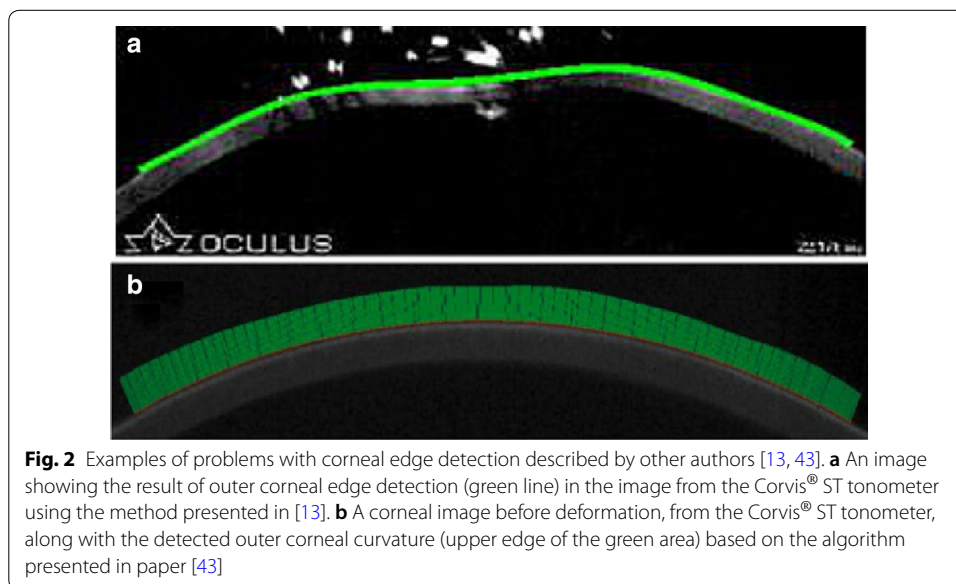 a
OCULUS
b
Fig. 2 Examples of problems with corneal edge detection described by other authors [13, 43]. a An image
showing the result of outer corneal edge detection (green line) in the image from the Corvis® ST tonometer
using the method presented in [13]. b A corneal image before deformation, from the Corvis® ST tonometer,
along with the detected outer corneal curvature (upper edge of the green area) based on the algorithm
presented in paper [43]